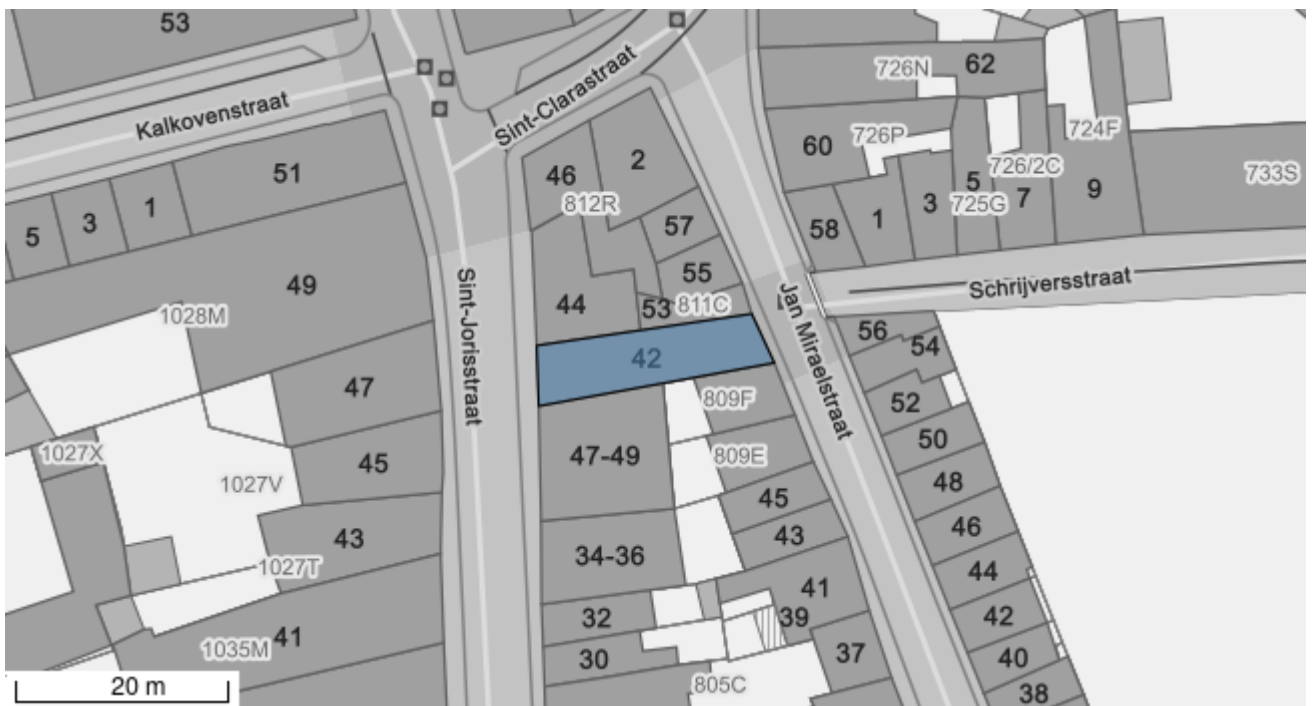 53
62
726N
Sint-Clarastraat
Kalkovenstraat
724F
726P
60
2
46
51
726/2C
733S
5
9
7
3
1
725G
812R
1
3
5
57
58
55
Schrijversstraat
49
Sint-Jorisstraat
44
53
811C
Jan Miraelstraat
1028M
56
54
42
47
809F
52
50
1027X
45
47-49
809E
1027V
48
45
46
43
34-36
43
1027T
44
41
32
39
42
41
1035M
30
37
40
805C
38
20 m